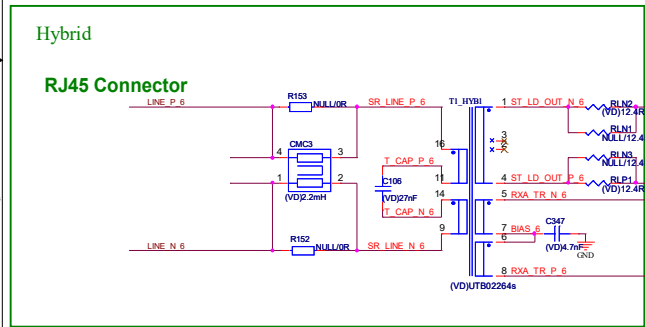 Hybrid
RJ45 Connector
LINE_P_6
R153
NULL/0R
SR_LINE_P_6
T1_HYB1
1
ST_LD_OUT_N_6
RLN2
(VD)12.4R
RLN1
NULL/12.4
3
2
16
CMC3
4
3
1
2
(VD)2.2mH
T_CAP_P_6
C106
(VD)27nF
T_CAP_N_6
11
14
9
RLN3
NULL/12.4
4
ST_LD_OUT_P_6
RLP1
(VD)12.4R
5
RXA_TR_N_6
7
BIAS_6
6
C347
(VD)4.7nF
GND
LINE_N_6
R152
NULL/0R
SR_LINE_N_6
8
RXA_TR_P_6
(VD)UTB02264s